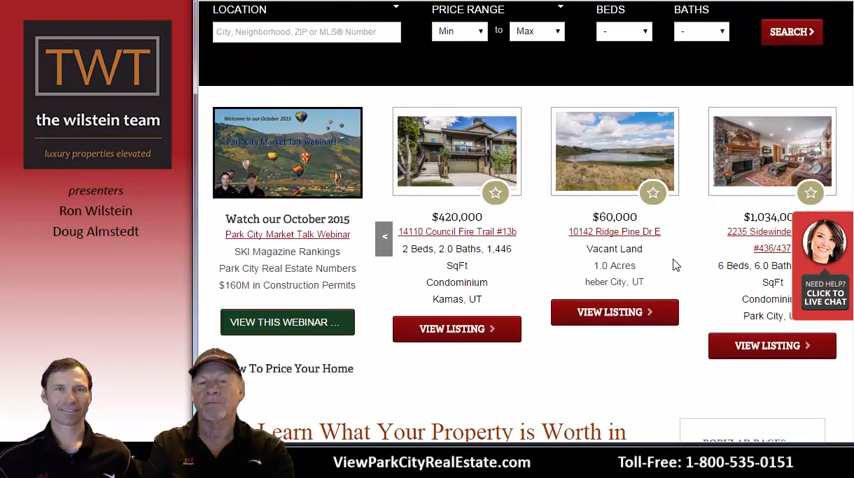 TWT
the wilstein team
luxury properties elevated
presenters
Ron Wilstein
Doug Almstedt
LOCATION
PRICE RANGE
BEDS
BATHS
City, Neighborhood, ZIP or MLS® Number
Min
to
Max
-
-
SEARCH
Welcome to our October 2015
ParkCity Market Talk webinar!
Watch our October 2015
Park City Market Talk Webinar
SKI Magazine Rankings
Park City Real Estate Numbers
$160M in Construction Permits
VIEW THIS WEBINAR ...
w To Price Your Home
<
$420,000
14110 Council Fire Trail #13b
2 Beds, 2.0 Baths, 1,446
SqFt
Condominium
Kamas, UT
VIEW LISTING
$60,000
10142 Ridge Pine Dr E
Vacant Land
1.0 Acres
heber City, UT
VIEW LISTING
$1,034,00
2235 Sidewinder
#436/437
6 Beds, 6.0 Bath
SqFt
Condomini
Park City, U
VIEW LISTING
NEED HELP?
CLICK TO
LIVE CHAT
Learn What Your Property is Worth in
POPULAR PAGES
ViewParkCityRealEstate.com
Toll-Free: 1-800-535-0151